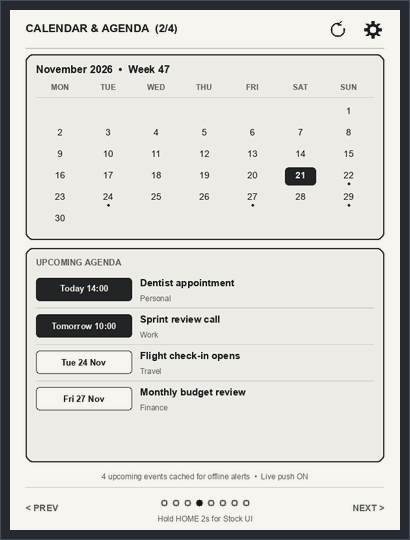 CALENDAR & AGENDA (2/4)
November 2026 • Week 47
MON TUE WED THU FRI SAT SUN
1
2 3 4 5 6 7 8
9 10 11 12 13 14 15
16 17 18 19 20 21 22
23 24 25 26 27 28 29
30
UPCOMING AGENDA
Today 14:00 Dentist appointment
Personal
Tomorrow 10:00 Sprint review call
Work
Tue 24 Nov Flight check-in opens
Travel
Fri 27 Nov Monthly budget review
Finance
4 upcoming events cached for offline alerts • Live push ON
< PREV NEXT >
Hold HOME 2s for Stock UI